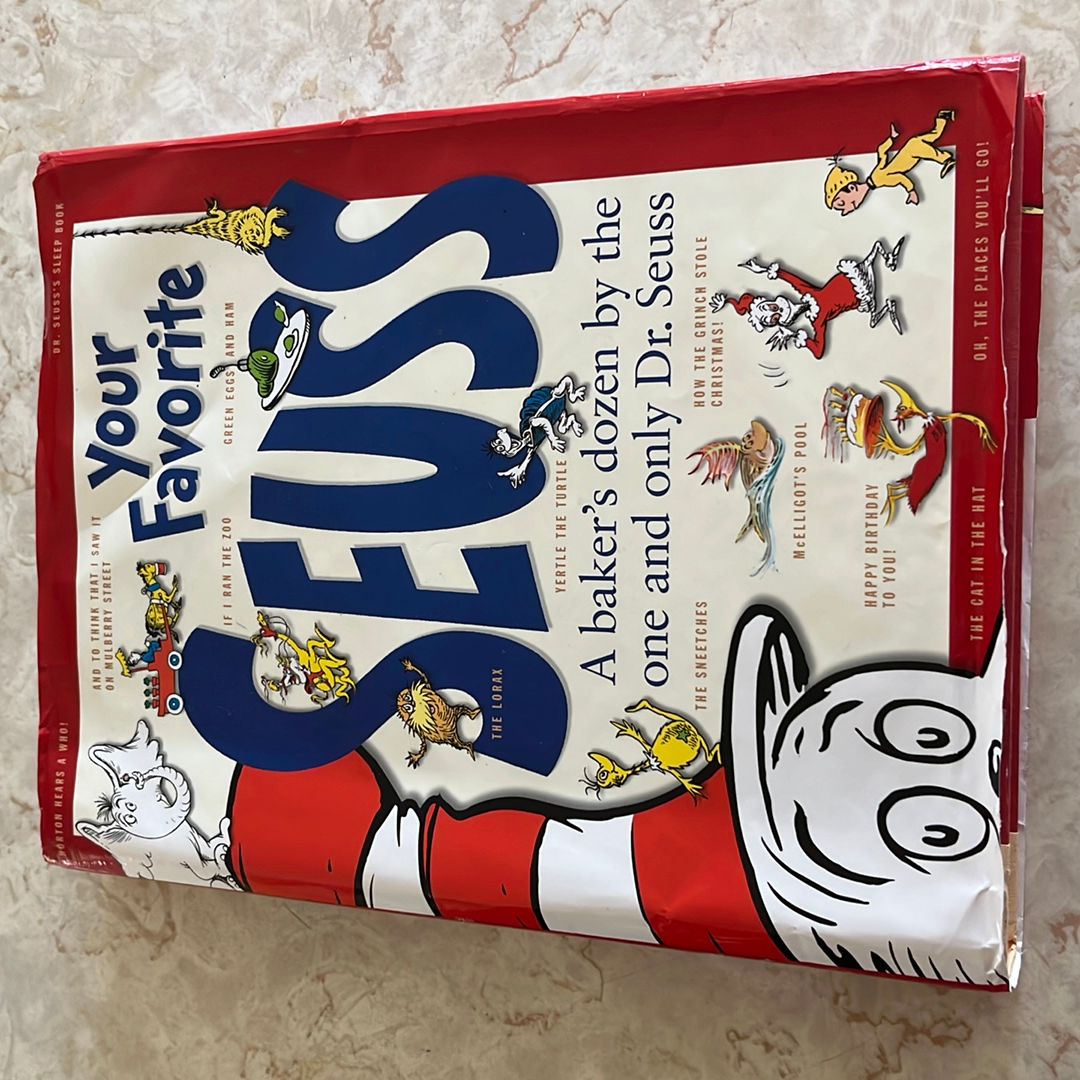 HORTON HEARS A WHO!
DR. SEUSS'S SLEEP BOOK
AND TO THINK THAT I SAW IT
ON MULBERRY STREET
Your
Favorite
IF I RAN THE ZOO
GREEN EGGS AND HAM
SEUSS
THE LORAX
YERTLE THE TURTLE
A baker's dozen by the
one and only Dr. Seuss
THE SNEETCHES
HOW THE GRINCH STOLE
CHRISTMAS!
McELLIGOT'S POOL
HAPPY BIRTHDAY
TO YOU!
THE CAT IN THE HAT
OH, THE PLACES YOU'LL GO!